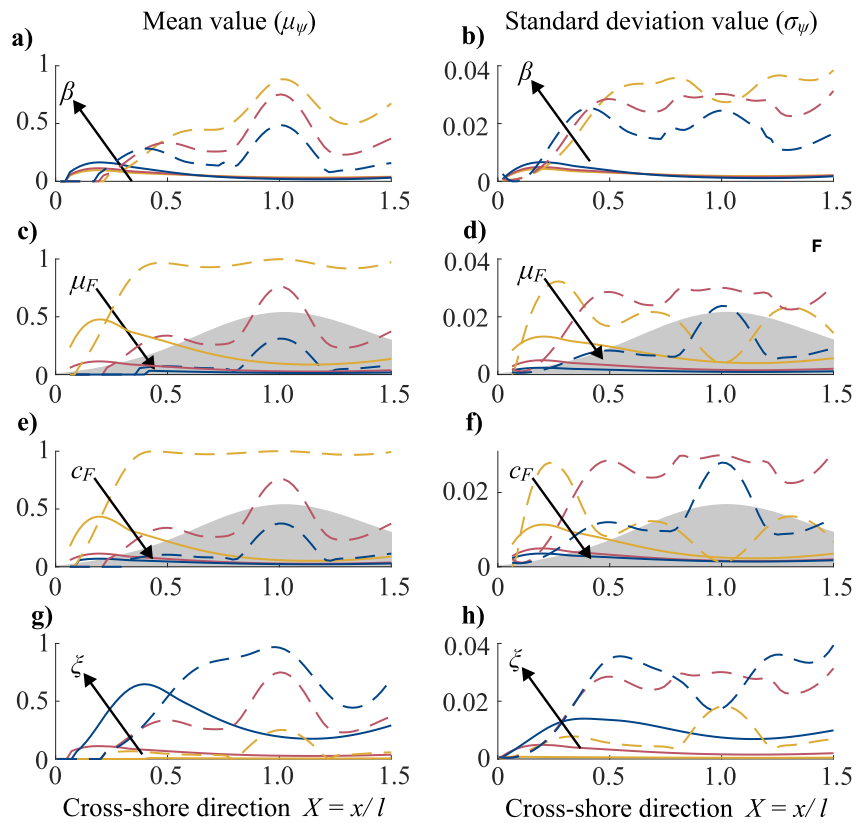 Mean value (μψ)
Standard deviation value (σψ)
a)
1
0.5
0
β
0
0.5
1.0
1.5
b)
0.04
0.02
0
β
0
0.5
1.0
1.5
c)
1
0.5
0
μF
0
0.5
1.0
1.5
d)
0.04
0.02
0
μF
F
0
0.5
1.0
1.5
e)
1
0.5
0
cF
0
0.5
1.0
1.5
f)
0.02
0
cF
0
0.5
1.0
1.5
g)
1
0.5
0
ξ
0
0.5
1.0
1.5
h)
0.04
0.02
0
ξ
0
0.5
1.0
1.5
Cross-shore direction X = x/ l
Cross-shore direction X = x/ l